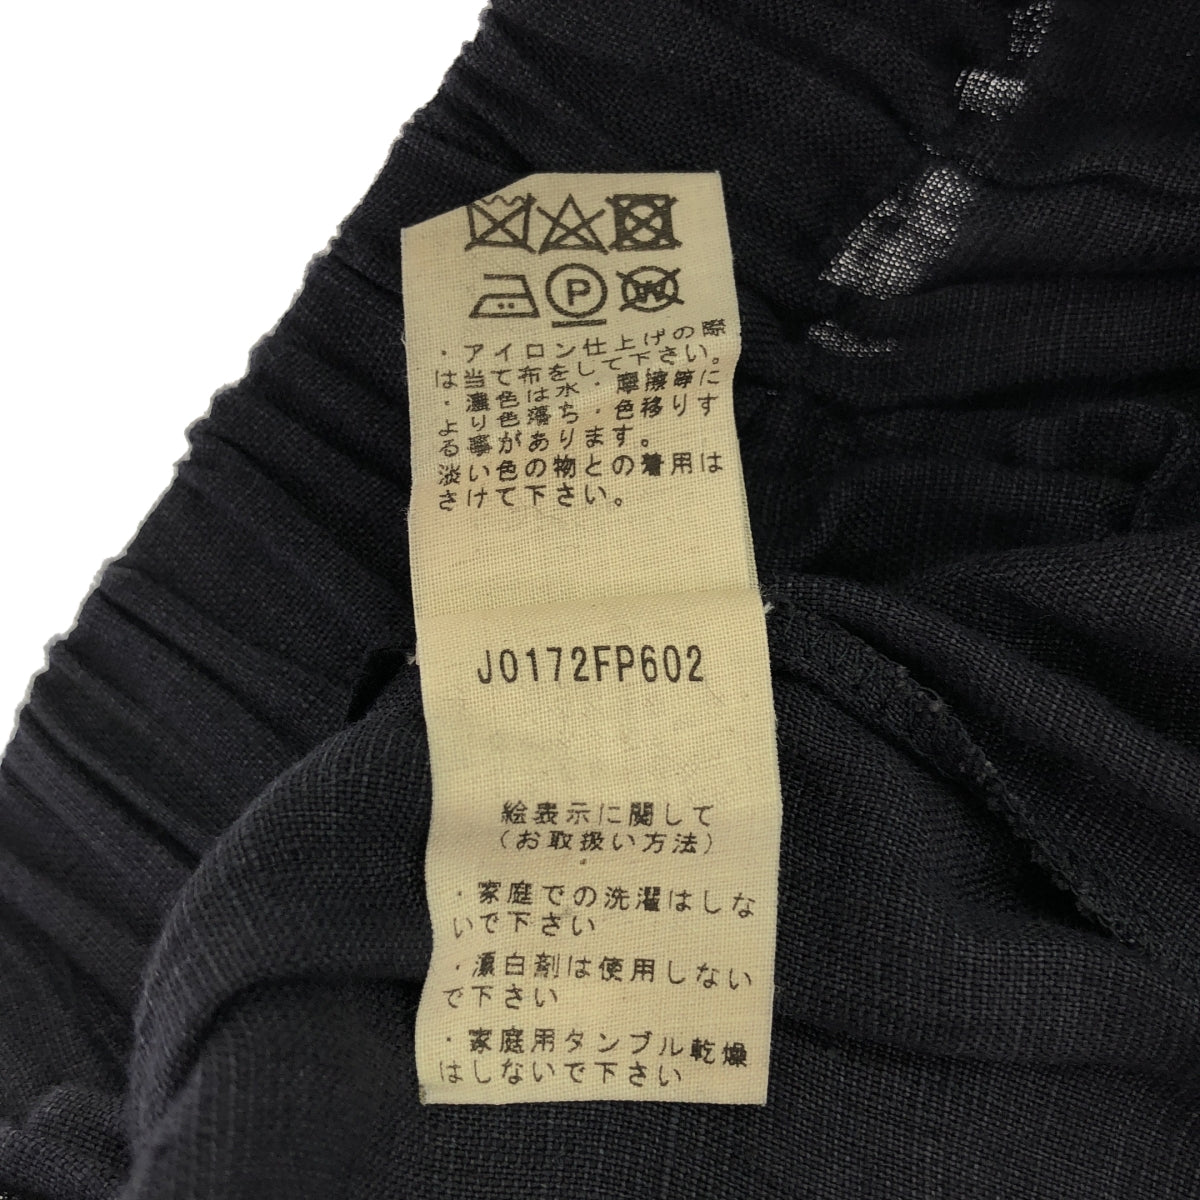 P
W
・アイロン仕上げの際
は当て布をして下さい。
・濃色は水・摩擦等に
より色落ち・色移りす
る事があります。
淡い色の物との着用は
さけて下さい。
J0172FP602
絵表示に関して
(お取扱い方法)
・家庭での洗濯はしな
いで下さい
・漂白剤は使用しない
で下さい
・家庭用タンブル乾燥
はしないで下さい